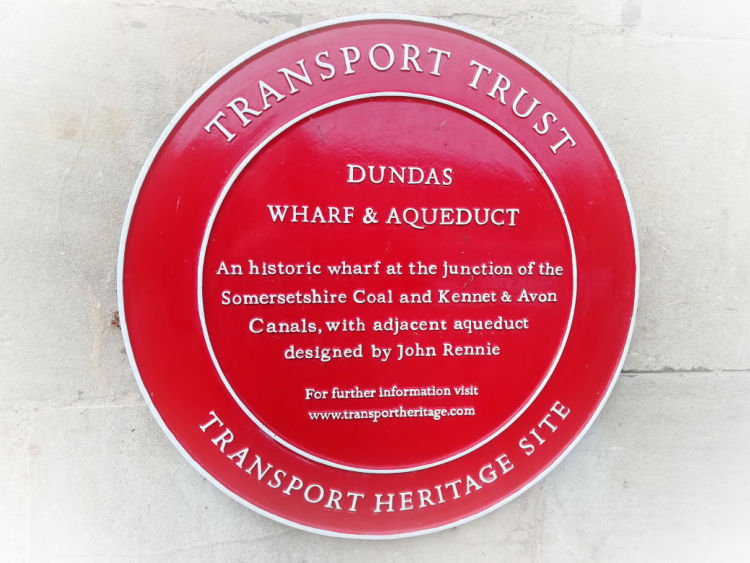 TRANSPORT TRUST
DUNDAS
WHARF & AQUEDUCT
An historic wharf at the junction of the
Somersetshire Coal and Kennet & Avon
Canals, with adjacent aqueduct
designed by John Rennie
For further information visit
www.transportheritage.com
TRANSPORT HERITAGE SITE